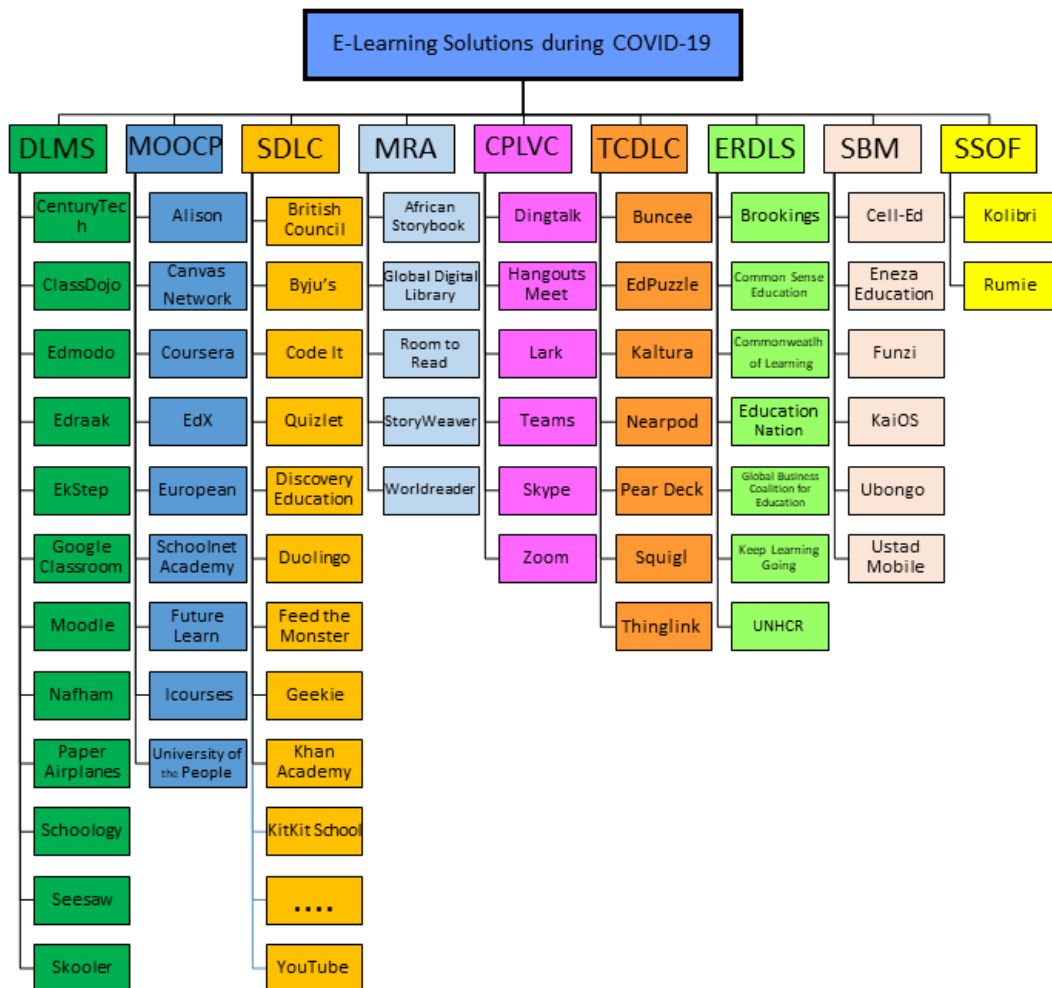 E-Learning Solutions during COVID-19
DLMS
CenturyTec
h
ClassDojo
Edmodo
Edraak
EkStep
Google
Classroom
Moodle
Nafham
Paper
Airplanes
Schoology
Seesaw
Skooler
MOOCP
Alison
Canvas
Network
Coursera
EdX
European
Schoolnet
Academy
Future
Learn
Icourses
University of
the People
SDLC
British
Council
Byju's
Code It
Quizlet
Discovery
Education
Duolingo
Feed the
Monster
Geekie
Khan
Academy
KitKit School
....
YouTube
MRA
African
Storybook
Global Digital
Library
Room to
Read
StoryWeaver
Worldreader
CPLVC
Dingtalk
Hangouts
Meet
Lark
Teams
Skype
Zoom
TCDLC
Buncee
EdPuzzle
Kaltura
Nearpod
Pear Deck
Squigl
Thinglink
ERDLS
Brookings
Common Sense
Education
Commonweatlh
of Learning
Education
Nation
Global Business
Coalition for
Education
Keep Learning
Going
UNHCR
SBM
Cell-Ed
Eneza
Education
Funzi
KaiOS
Ubongo
Ustad
Mobile
SSOF
Kolibri
Rumie